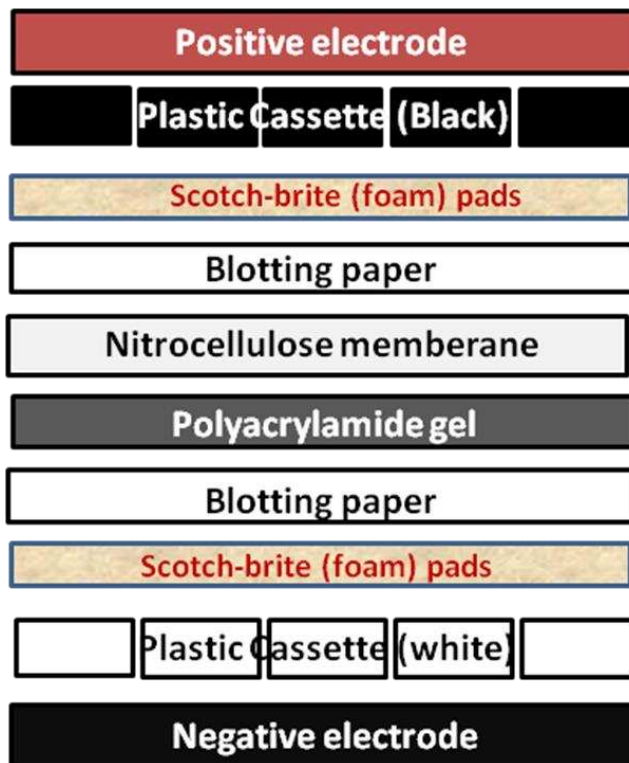 Positive electrode
Plastic Cassette (Black)
Scotch-brite (foam) pads
Blotting paper
Nitrocellulose memberane
Polyacrylamide gel
Blotting paper
Scotch-brite (foam) pads
Plastic Cassette (white)
Negative electrode